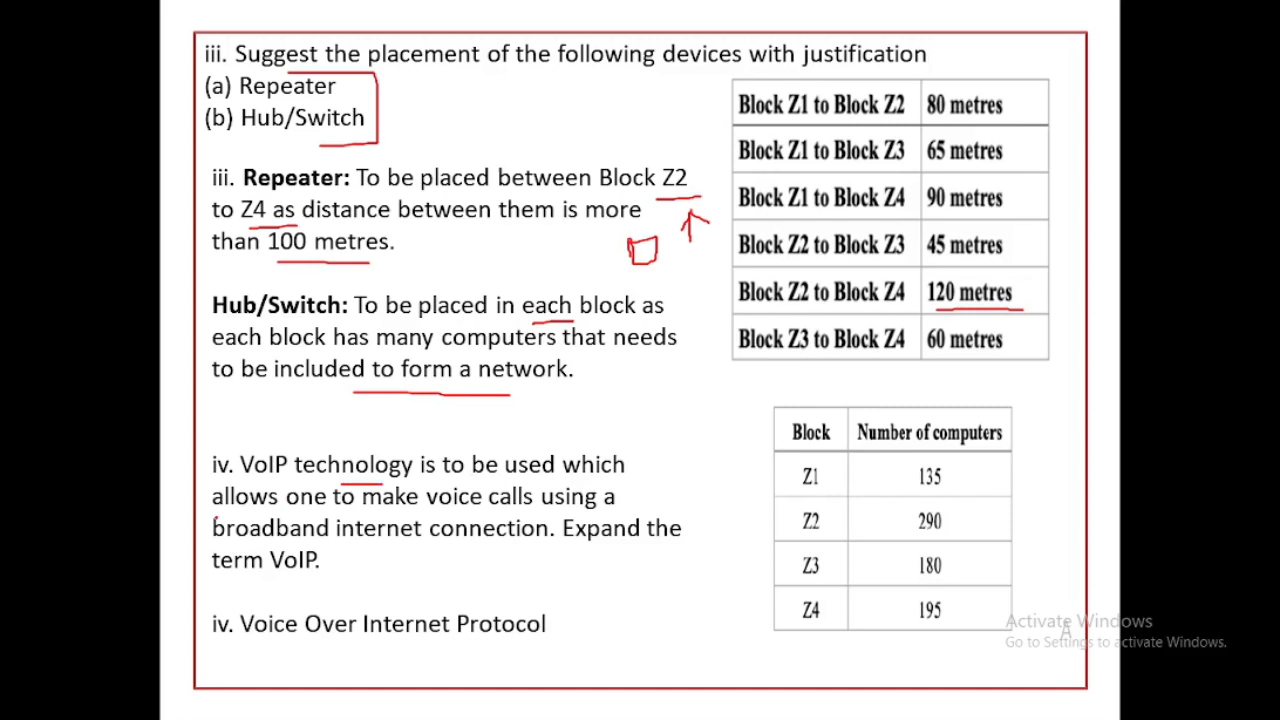 iii. Suggest the placement of the following devices with justification
(a) Repeater
(b) Hub/Switch
iii. Repeater: To be placed between Block Z2
to Z4 as distance between them is more
than 100 metres.
Hub/Switch: To be placed in each block as
each block has many computers that needs
to be included to form a network.
iv. VoIP technology is to be used which
allows one to make voice calls using a
broadband internet connection. Expand the
term VoIP.
iv. Voice Over Internet Protocol
Block Z1 to Block Z2 80 metres
Block Z1 to Block Z3 65 metres
Block Z1 to Block Z4 90 metres
Block Z2 to Block Z3 45 metres
Block Z2 to Block Z4 120 metres
Block Z3 to Block Z4 60 metres
Block Number of computers
Z1 135
Z2 290
Z3 180
Z4 195
Activate Windows
Go to Settings to activate Windows.